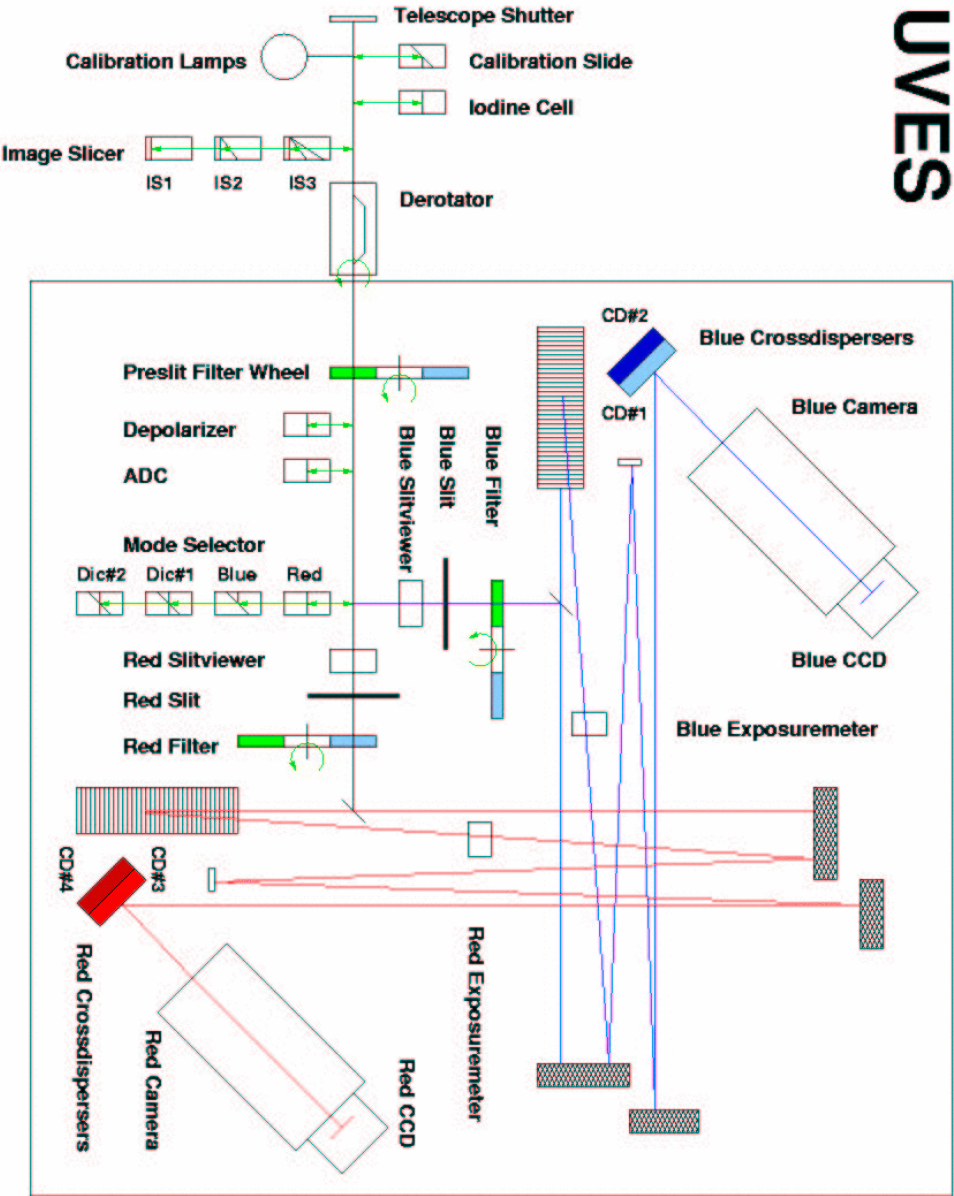 UVES
Telescope Shutter
Calibration Lamps
Calibration Slide
Iodine Cell
Image Slicer
IS1
IS2
IS3
Derotator
CD#2
Blue Crossdispersers
Preslit Filter Wheel
CD#1
Blue Camera
Depolarizer
Blue Slitviewer
Blue Slit
Blue Filter
ADC
Mode Selector
Dic#2
Dic#1
Blue
Red
Red Slitviewer
Blue CCD
Red Slit
Blue Exposuremeter
Red Filter
CD#4
CD#3
Red Crossdispersers
Red Camera
Red CCD
Red Exposuremeter